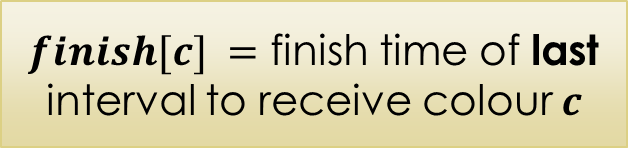 finish[c] = finish time of last
interval to receive colour c